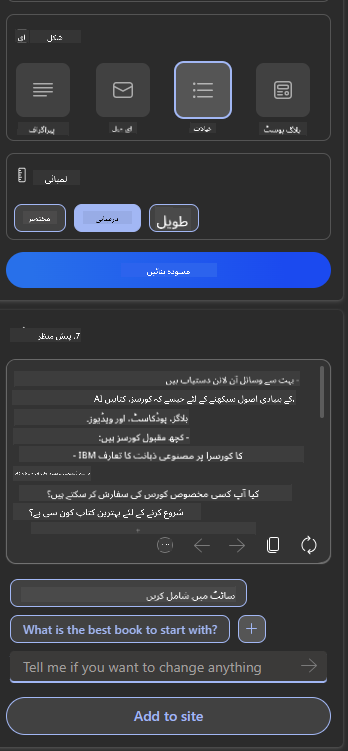 شکل
پیراگراف
ای میل
نکات
بلاگ پوسٹ
لمبائی
مختصر
درمیانی
طویل
مسودہ بنائیں
7. پیش منظر
- بہت سے وسائل آن لائن دستیاب ہیں
AI کے بنیادی اصول سیکھنے کے لئے جیسے کہ کورسز، کتابیں،
بلاگز، پوڈکاسٹ، اور ویڈیوز۔
- کچھ مقبول کورسز ہیں:
- IBM کا کورسرا پر مصنوعی ذہانت کا تعارف
کیا آپ کسی مخصوص کورس کی سفارش کر سکتے ہیں؟
شروع کرنے کے لئے بہترین کتاب کون سی ہے؟
سائٹ میں شامل کریں
What is the best book to start with?
+
Tell me if you want to change anything
Add to site